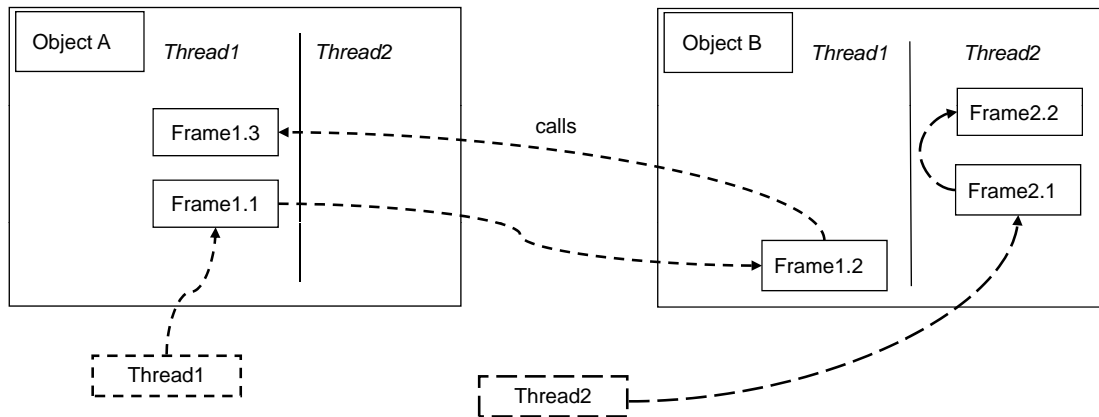 Object A
Thread1
Thread2
Frame1.3
Frame1.1
Thread1
calls
Object B
Thread1
Thread2
Frame2.2
Frame2.1
Frame1.2
Thread2